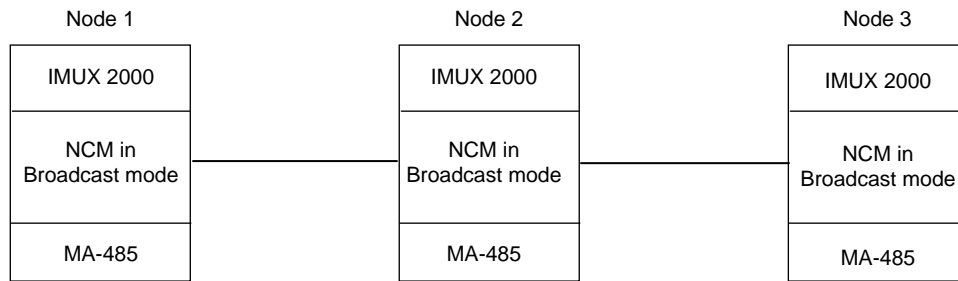 Node 1
IMUX 2000
NCM in
Broadcast mode
MA-485
Node 2
IMUX 2000
NCM in
Broadcast mode
MA-485
Node 3
IMUX 2000
NCM in
Broadcast mode
MA-485